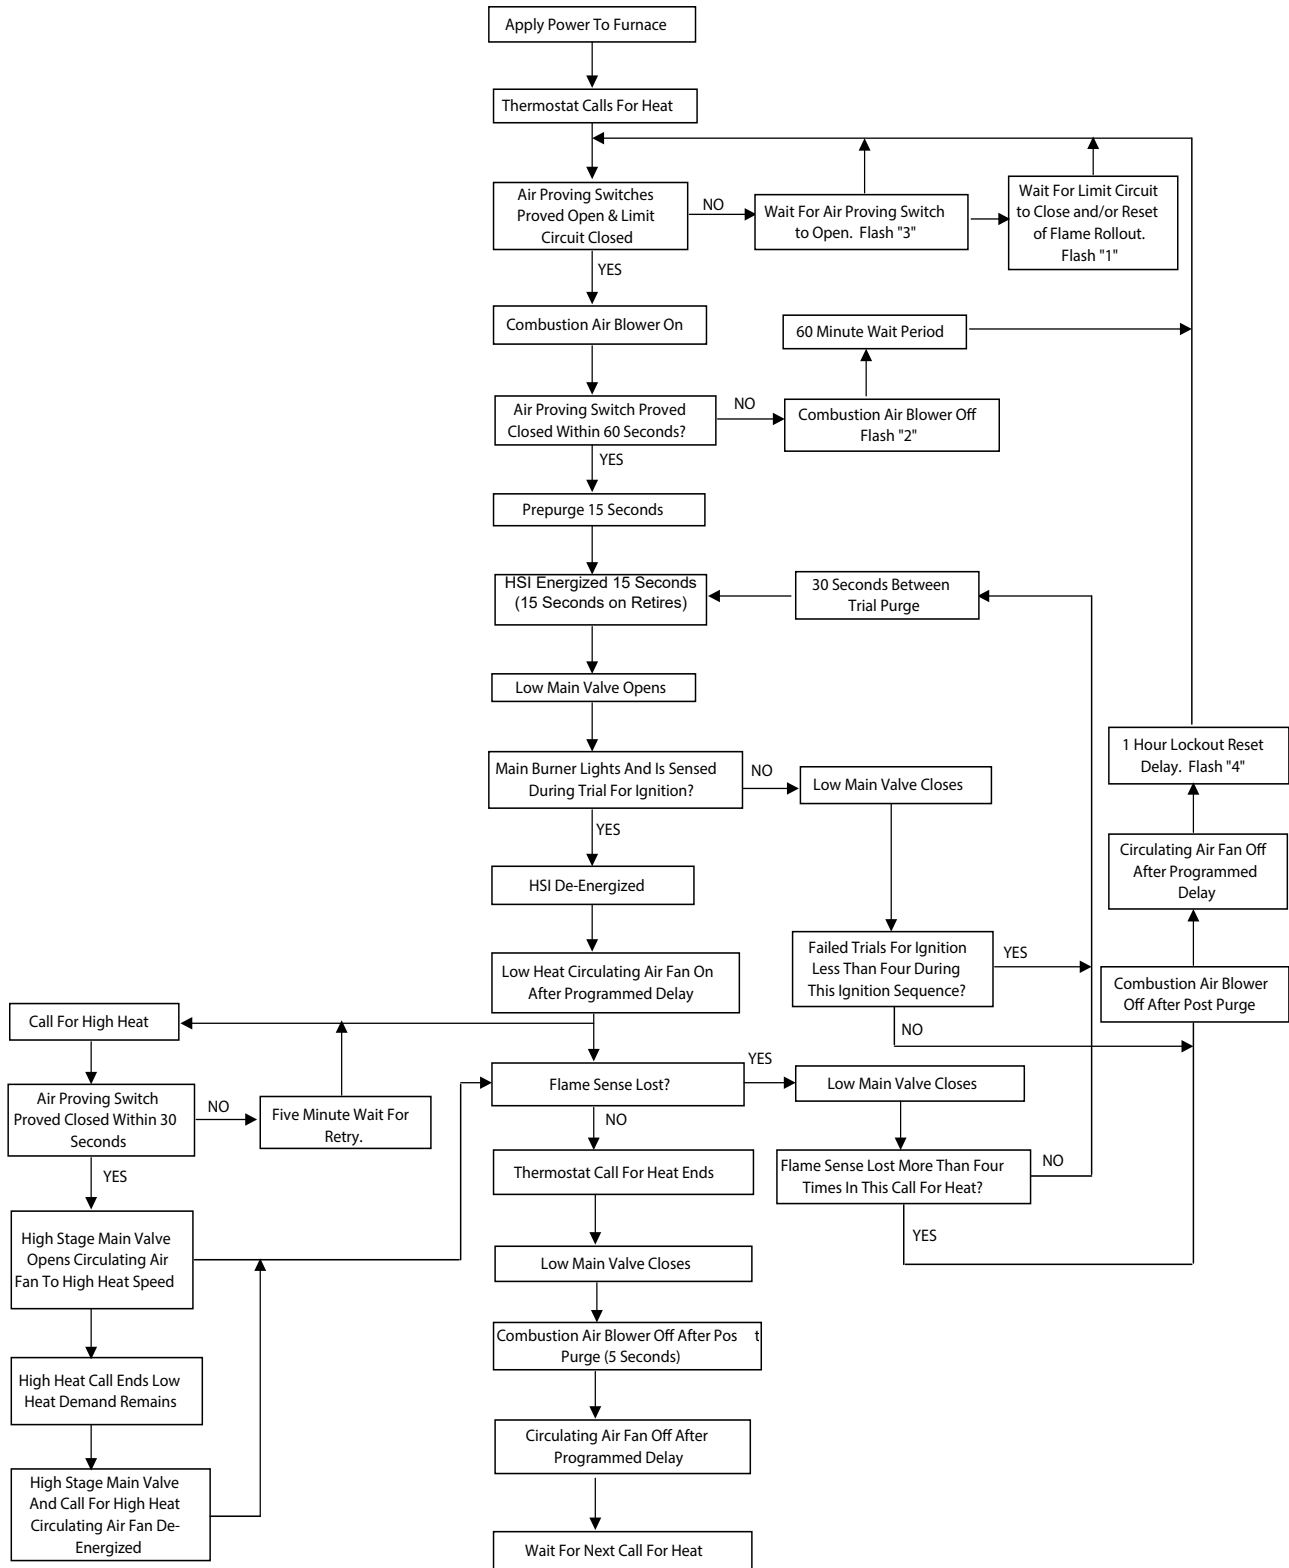 Apply Power To Furnace
Thermostat Calls For Heat
Air Proving Switches
Proved Open & Limit
Circuit Closed
NO
Wait For Air Proving Switch
to Open. Flash "3"
Wait For Limit Circuit
to Close and/or Reset
of Flame Rollout.
Flash "1"
YES
Combustion Air Blower On
60 Minute Wait Period
Air Proving Switch Proved
Closed Within 60 Seconds?
NO
Combustion Air Blower Off
Flash "2"
YES
Prepurge 15 Seconds
HSI Energized 15 Seconds
(15 Seconds on Retires)
30 Seconds Between
Trial Purge
Low Main Valve Opens
Main Burner Lights And Is Sensed
During Trial For Ignition?
NO
Low Main Valve Closes
1 Hour Lockout Reset
Delay. Flash "4"
YES
HSI De-Energized
Circulating Air Fan Off
After Programmed
Delay
Low Heat Circulating Air Fan On
After Programmed Delay
Failed Trials For Ignition
Less Than Four During
This Ignition Sequence?
YES
Combustion Air Blower
Off After Post Purge
NO
Call For High Heat
Air Proving Switch
Proved Closed Within 30
Seconds
NO
Five Minute Wait For
Retry.
Flame Sense Lost?
YES
Low Main Valve Closes
NO
YES
Thermostat Call For Heat Ends
Flame Sense Lost More Than Four
Times In This Call For Heat?
NO
YES
High Stage Main Valve
Opens Circulating Air
Fan To High Heat Speed
Low Main Valve Closes
Combustion Air Blower Off After Pos t
Purge (5 Seconds)
High Heat Call Ends Low
Heat Demand Remains
Circulating Air Fan Off After
Programmed Delay
High Stage Main Valve
And Call For High Heat
Circulating Air Fan De-
Energized
Wait For Next Call For Heat